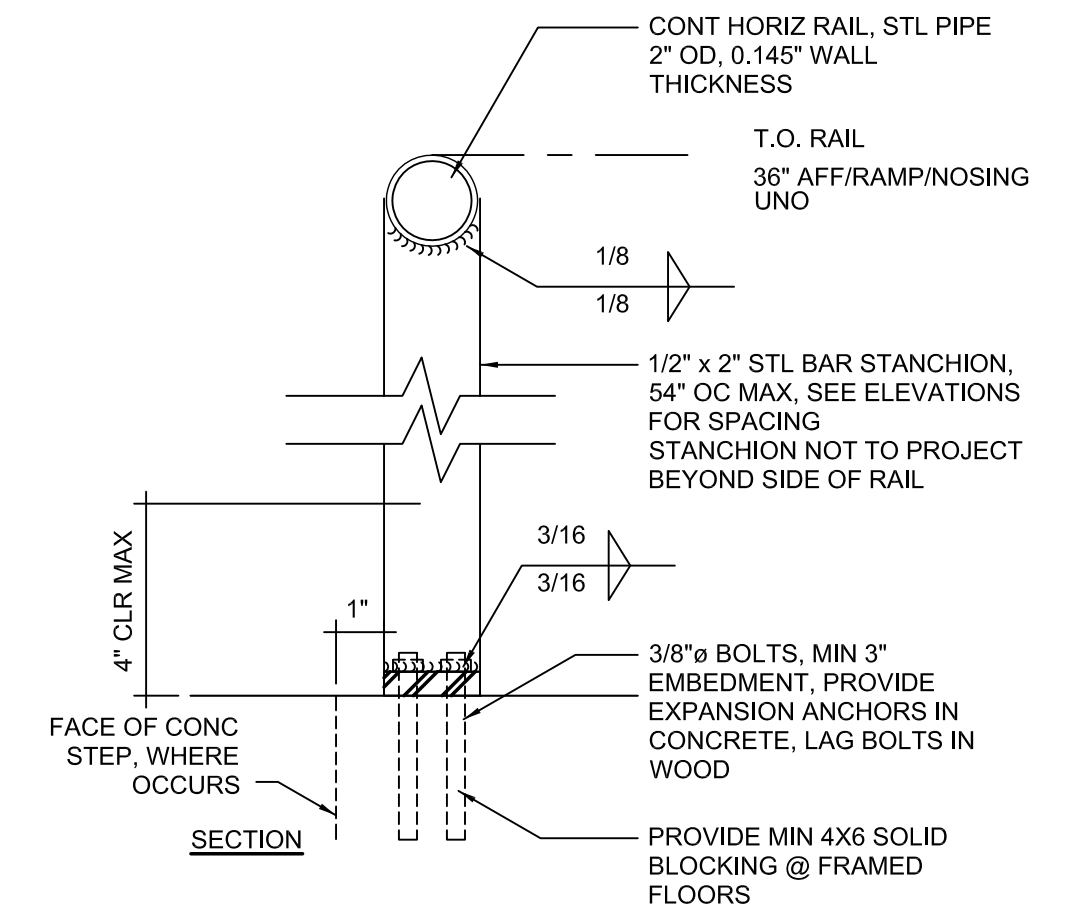 CONT HORIZ RAIL, STL PIPE
2" OD, 0.145" WALL
THICKNESS
T.O. RAIL
36" AFF/RAMP/NOSING
UNO
1/8
1/8
1/2" x 2" STL BAR STANCHION,
54" OC MAX, SEE ELEVATIONS
FOR SPACING
STANCHION NOT TO PROJECT
BEYOND SIDE OF RAIL
4" CLR MAX
1"
3/16
3/16
3/8"ø BOLTS, MIN 3"
EMBEDMENT, PROVIDE
EXPANSION ANCHORS IN
CONCRETE, LAG BOLTS IN
WOOD
FACE OF CONC
STEP, WHERE
OCCURS
SECTION
PROVIDE MIN 4X6 SOLID
BLOCKING @ FRAMED
FLOORS